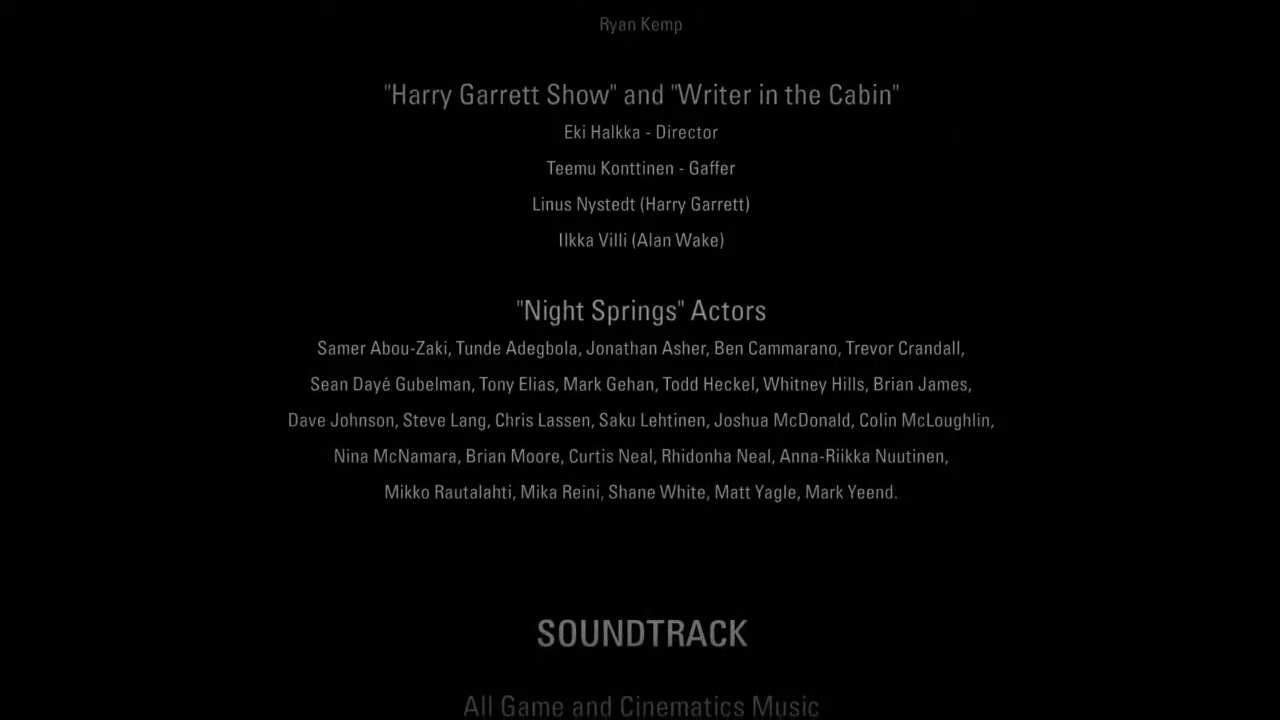 Ryan Kemp
"Harry Garrett Show" and "Writer in the Cabin"
Eki Halkka - Director
Teemu Konttinen - Gaffer
Linus Nystedt (Harry Garrett)
Ilkka Villi (Alan Wake)
"Night Springs" Actors
Samer Abou-Zaki, Tunde Adegbola, Jonathan Asher, Ben Cammarano, Trevor Crandall,
Sean Dayé Gubelman, Tony Elias, Mark Gehan, Todd Heckel, Whitney Hills, Brian James,
Dave Johnson, Steve Lang, Chris Lassen, Saku Lehtinen, Joshua McDonald, Colin McLoughlin,
Nina McNamara, Brian Moore, Curtis Neal, Rhidonha Neal, Anna-Riikka Nuutinen,
Mikko Rautalahti, Mika Reini, Shane White, Matt Yagle, Mark Yeend.
SOUNDTRACK
All Game and Cinematics Music